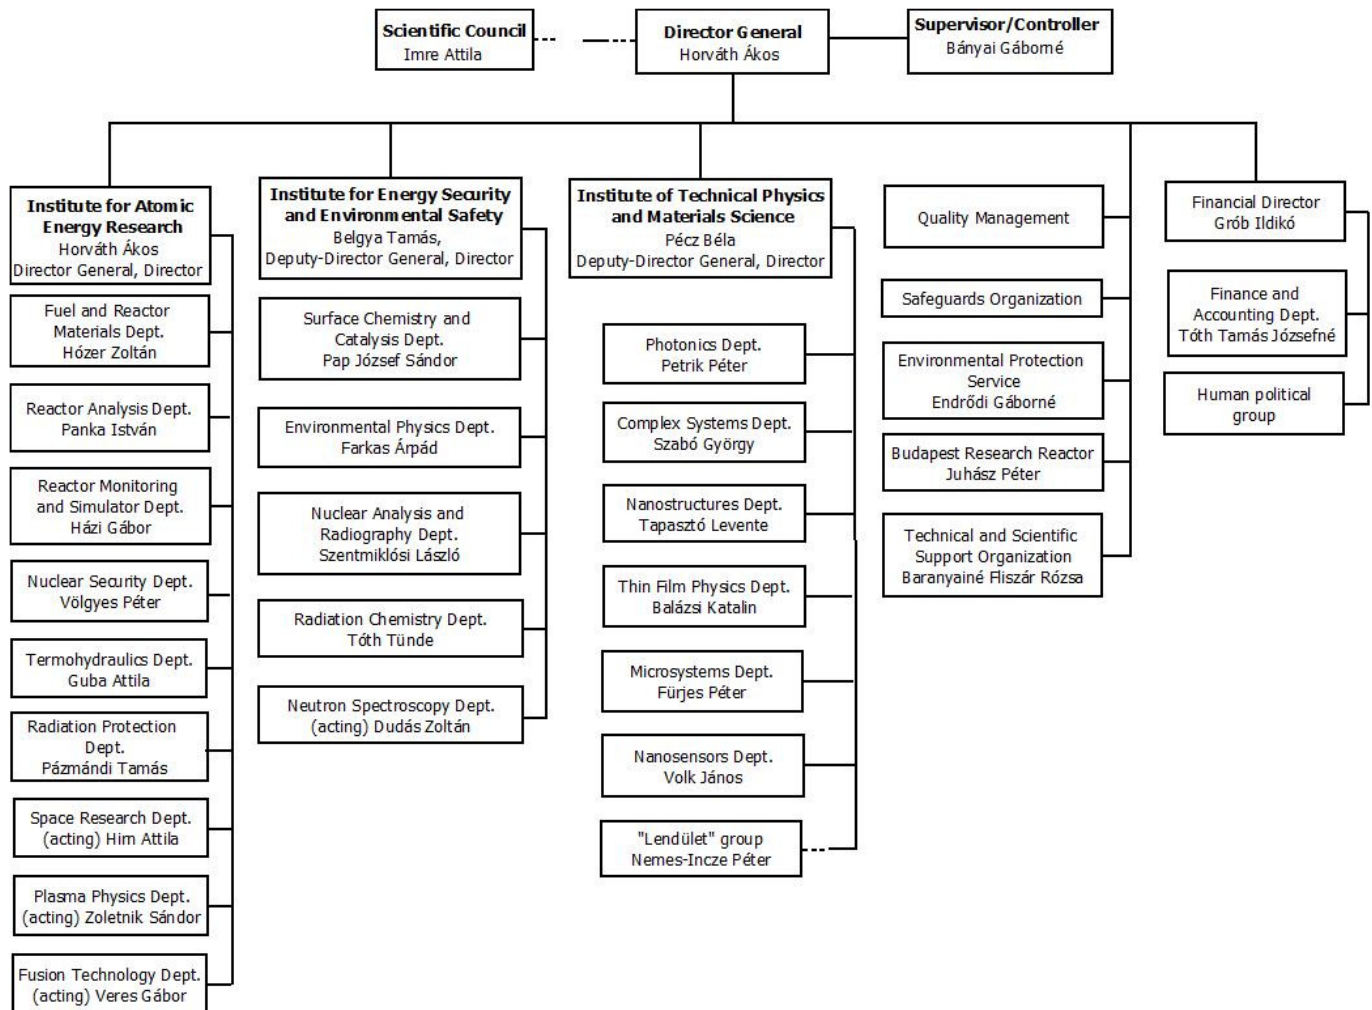 Scientific Council
Imre Attila
Director General
Horváth Ákos
Supervisor/Controller
Bányai Gáborné
Institute for Atomic
Energy Research
Horváth Ákos
Director General, Director
Fuel and Reactor
Materials Dept.
Hózer Zoltán
Reactor Analysis Dept.
Panka István
Reactor Monitoring
and Simulator Dept.
Házi Gábor
Nuclear Security Dept.
Völgyes Péter
Termohydraulics Dept.
Guba Attila
Radiation Protection
Dept.
Pázmándi Tamás
Space Research Dept.
(acting) Hirn Attila
Plasma Physics Dept.
(acting) Zoletnik Sándor
Fusion Technology Dept.
(acting) Veres Gábor
Institute for Energy Security
and Environmental Safety
Belgya Tamás,
Deputy-Director General, Director
Surface Chemistry and
Catalysis Dept.
Pap József Sándor
Environmental Physics Dept.
Farkas Árpád
Nuclear Analysis and
Radiography Dept.
Szentmiklósi László
Radiation Chemistry Dept.
Tóth Tünde
Neutron Spectroscopy Dept.
(acting) Dudás Zoltán
Institute of Technical Physics
and Materials Science
Pécz Béla
Deputy-Director General, Director
Photonics Dept.
Petrik Péter
Complex Systems Dept.
Szabó György
Nanostructures Dept.
Tapasztó Levente
Thin Film Physics Dept.
Balázsi Katalin
Microsystems Dept.
Fürjes Péter
Nanosensors Dept.
Volk János
"Lendület" group
Nemes-Incze Péter
Quality Management
Safeguards Organization
Environmental Protection
Service
Endrődi Gáborné
Budapest Research Reactor
Juhász Péter
Technical and Scientific
Support Organization
Baranyainé Fliszár Rózsa
Financial Director
Grób Ildikó
Finance and
Accounting Dept.
Tóth Tamás Józsefné
Human political
group